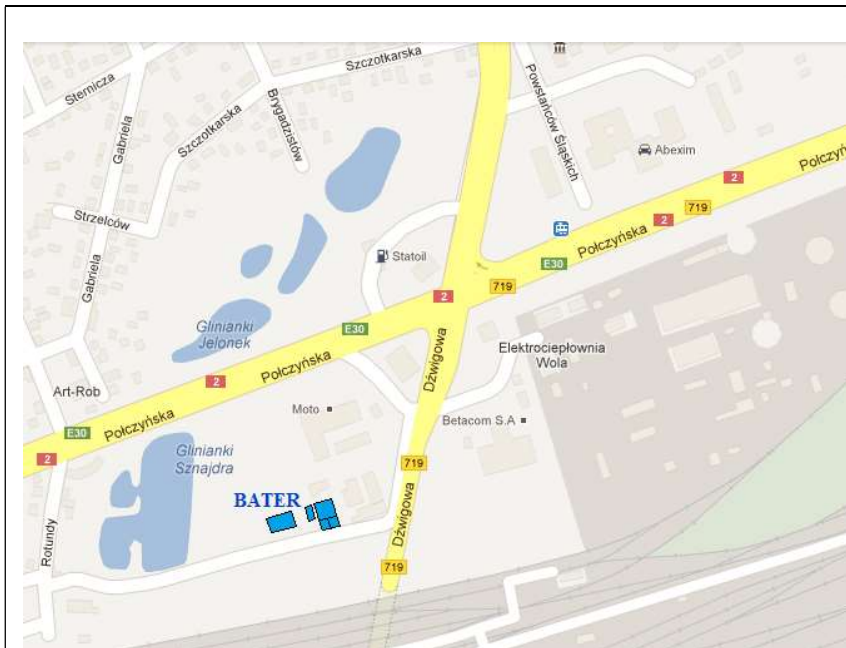 Szczotkarska
Sternicza
Gabriela
Brygadzistów
Powstańców Śląskich
Szczotkarska
Abexim
Połczyńska
2
719
2
Strzelców
Połczyńska
Statoil
E30
Gabriela
719
2
Glinianki
Jelonek
E30
Elektrociepłownia
Wola
Połczyńska
Dźwigowa
2
Art-Rob
Moto
Połczyńska
Betacom S.A
E30
Glinianki
Sznajdra
2
719
BATER
Rotundy
Dźwigowa
719